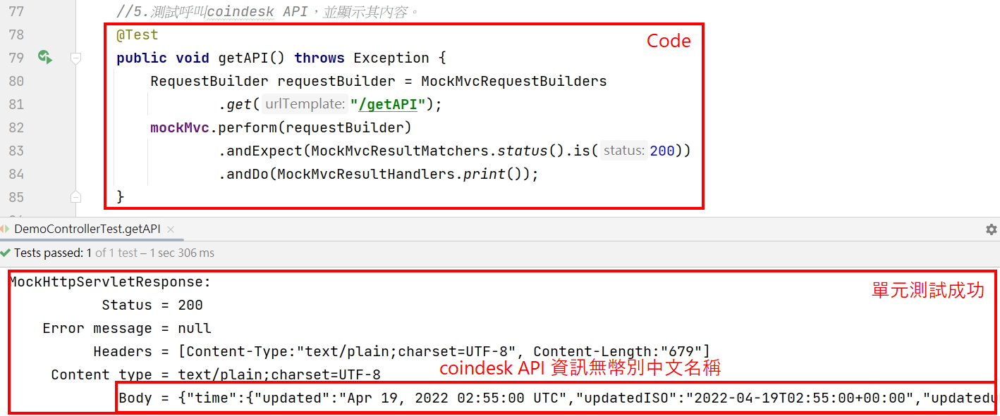 77 //5.測試呼叫coindesk API，並顯示其內容。
78 @Test
Code
79 public void getAPI() throws Exception {
80 RequestBuilder requestBuilder = MockMvcRequestBuilders
81 .get( urlTemplate: "/getAPI");
82 mockMvc.perform(requestBuilder)
83 .andExpect(MockMvcResultMatchers.status().is( status: 200))
84 .andDo(MockMvcResultHandlers.print());
85 }
DemoControllerTest.getAPI ×
Tests passed: 1 of 1 test – 1 sec 306 ms
MockHttpServletResponse:
單元測試成功
Status = 200
Error message = null
Headers = [Content-Type:"text/plain;charset=UTF-8", Content-Length:"679"]
coindesk API 資訊無幣別中文名稱
Content type = text/plain;charset=UTF-8
Body = {"time":{"updated":"Apr 19, 2022 02:55:00 UTC","updatedISO":"2022-04-19T02:55:00+00:00","updatedu